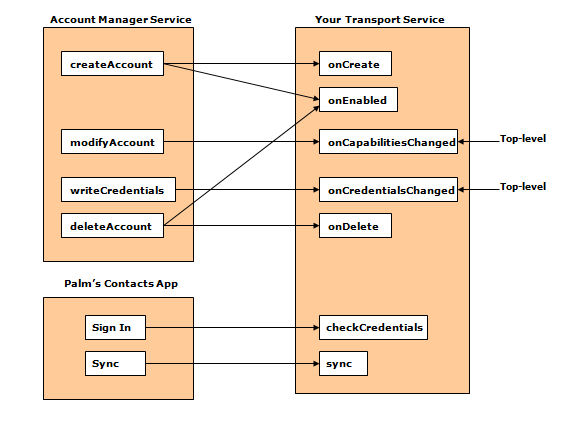 Account Manager Service
Your Transport Service
createAccount
onCreate
onEnabled
modifyAccount
onCapabilitiesChanged
Top-level
writeCredentials
onCredentialsChanged
Top-level
deleteAccount
onDelete
Palm's Contacts App
Sign In
checkCredentials
Sync
sync